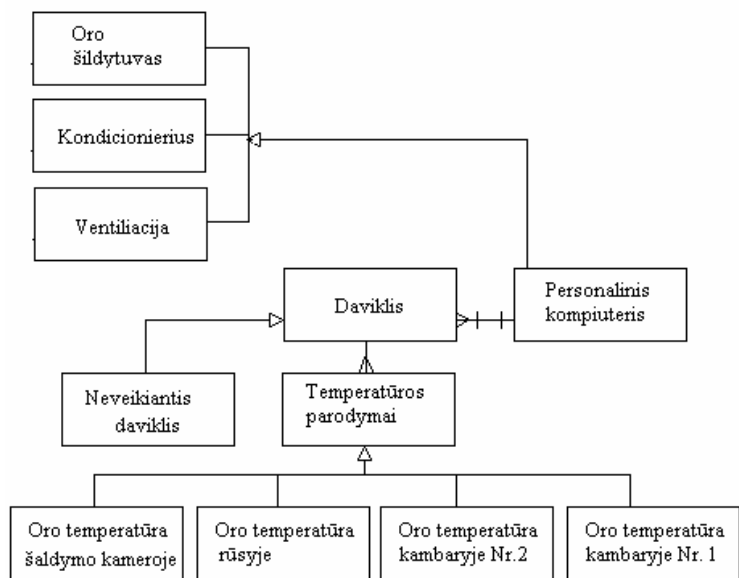 Oro
šildytuvas
Kondicionierius
Ventiliacija
Daviklis
Personalinis
kompiuteris
Neveikiantis
daviklis
Temperatūros
parodymai
Oro temperatūra
šaldymo kameroje
Oro temperatūra
rūsyje
Oro temperatūra
kambaryje Nr.2
Oro temperatūra
kambaryje Nr. 1